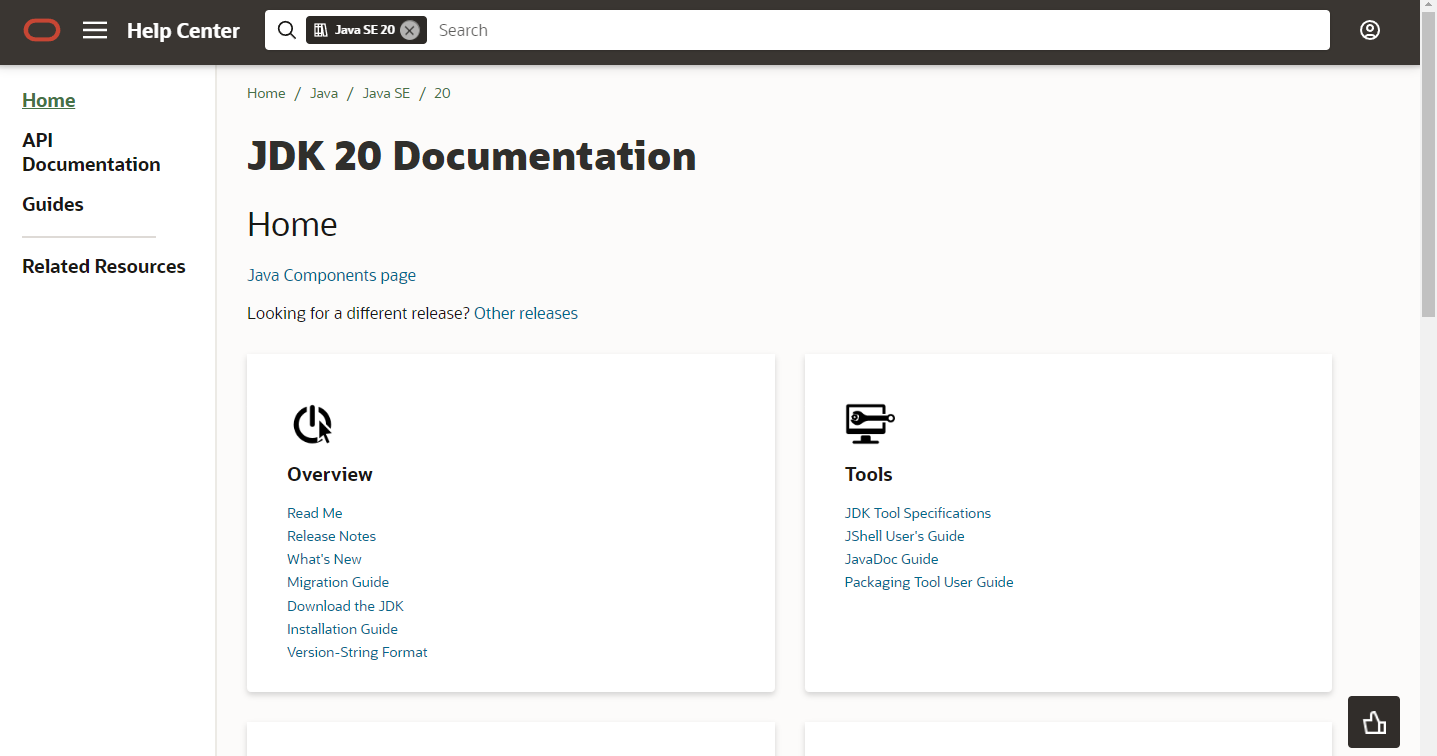 Help Center
Java SE 20
Search
Home
API
Documentation
Guides
Related Resources
Home / Java / Java SE / 20
JDK 20 Documentation
Home
Java Components page
Looking for a different release? Other releases
Overview
Read Me
Release Notes
What's New
Migration Guide
Download the JDK
Installation Guide
Version-String Format
Tools
JDK Tool Specifications
JShell User's Guide
JavaDoc Guide
Packaging Tool User Guide